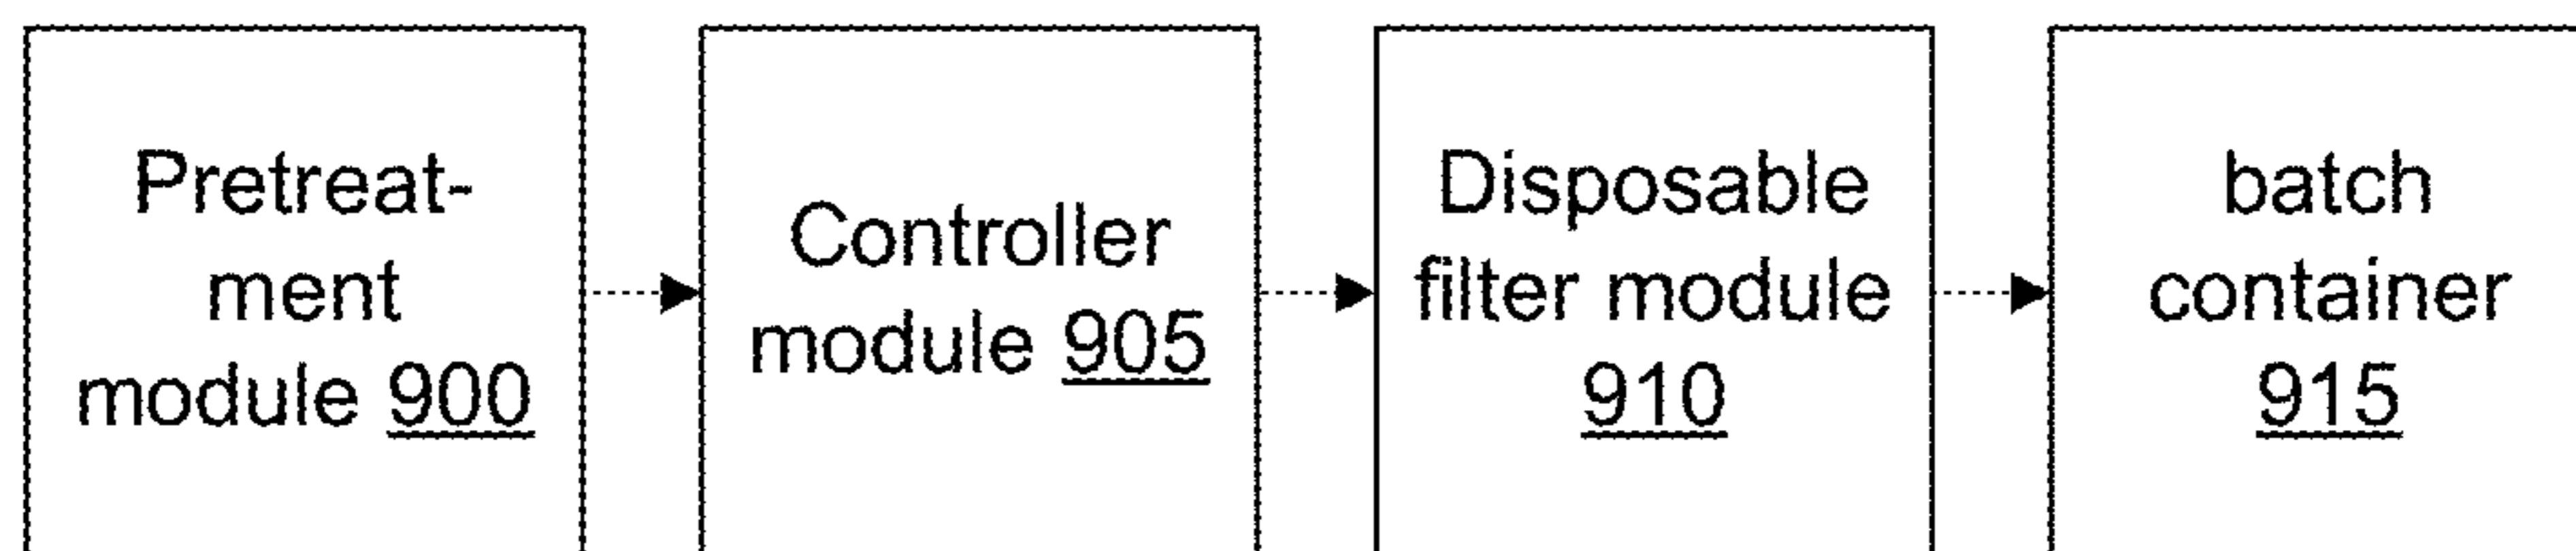 Pretreat-
ment
module 900
Controller
module 905
Disposable
filter module
910
batch
container
915